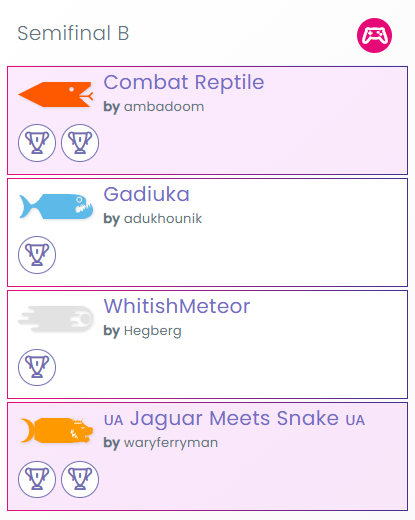 Semifinal B
Combat Reptile
by ambadoom
Gadiuka
by adukhounik
WhitishMeteor
by Hegberg
UA Jaguar Meets Snake UA
by waryferryman